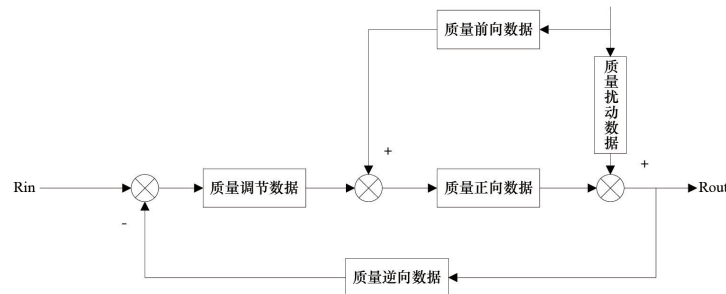 质量前向数据
质量扰动数据
+
+
Rin
质量调节数据
质量正向数据
Rout
-
质量逆向数据